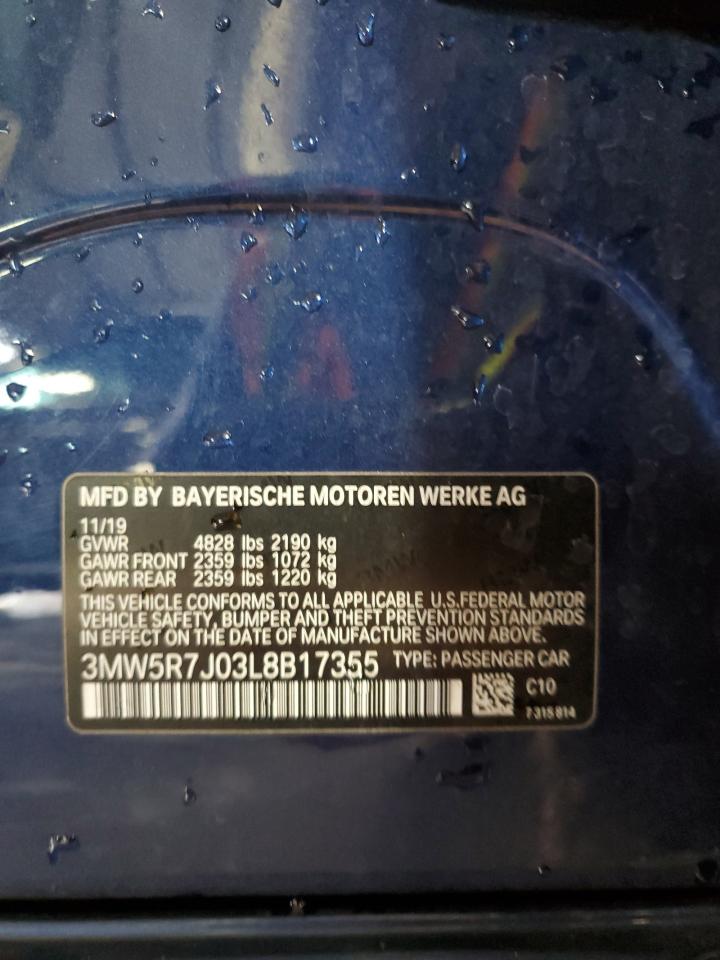 MFD BY BAYERISCHE MOTOREN WERKE AG
11/19
GVWR 4828 lbs 2190 kg
GAWR FRONT 2359 lbs 1072 kg
GAWR REAR 2359 lbs 1220 kg
THIS VEHICLE CONFORMS TO ALL APPLICABLE U.S.FEDERAL MOTOR
VEHICLE SAFETY, BUMPER AND THEFT PREVENTION STANDARDS
IN EFFECT ON THE DATE OF MANUFACTURE SHOWN ABOVE.
3MW5R7J03L8B17355 TYPE: PASSENGER CAR
C10
7315814